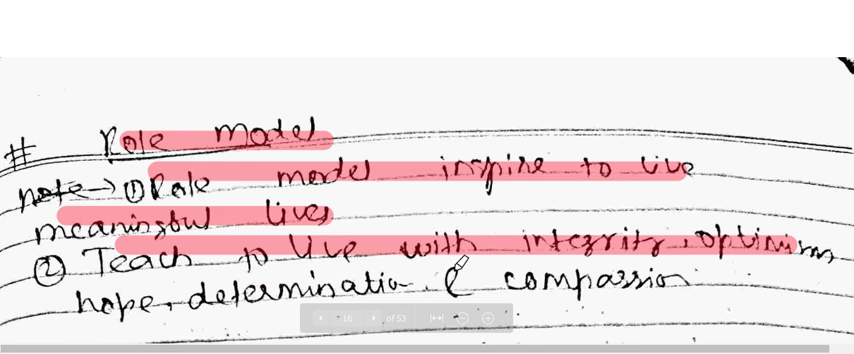 # Role model
note → ① Role model inspire to live
meaningful lives
② Teach to live with integrity, optimism
hope, determination & compassion
16 of 53